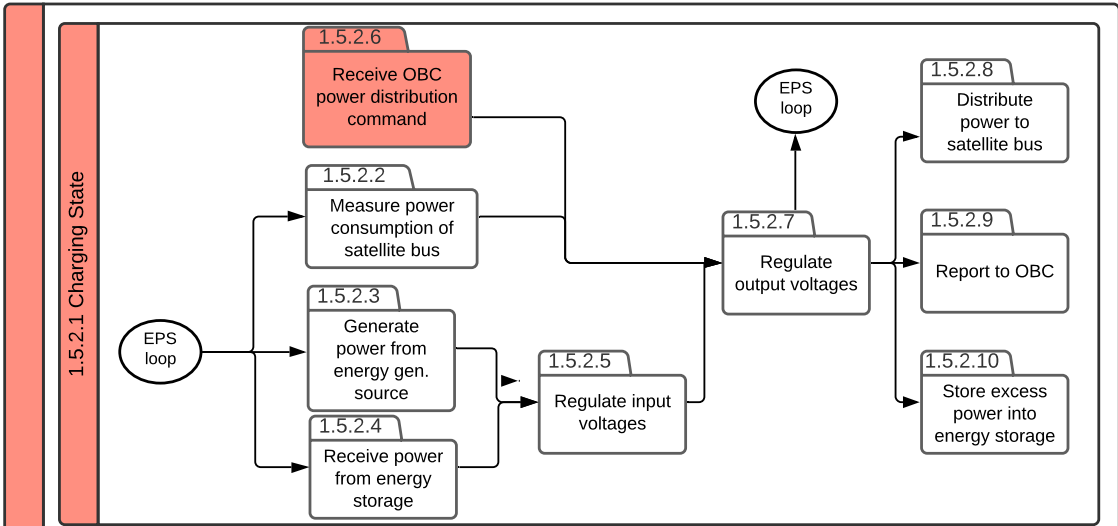 1.5.2.1 Charging State
EPS
loop
1.5.2.6
Receive OBC
power distribution
command
1.5.2.2
Measure power
consumption of
satellite bus
1.5.2.3
Generate
power from
energy gen.
source
1.5.2.4
Receive power
from energy
storage
1.5.2.5
Regulate input
voltages
EPS
loop
1.5.2.7
Regulate
output voltages
1.5.2.8
Distribute
power to
satellite bus
1.5.2.9
Report to OBC
1.5.2.10
Store excess
power into
energy storage